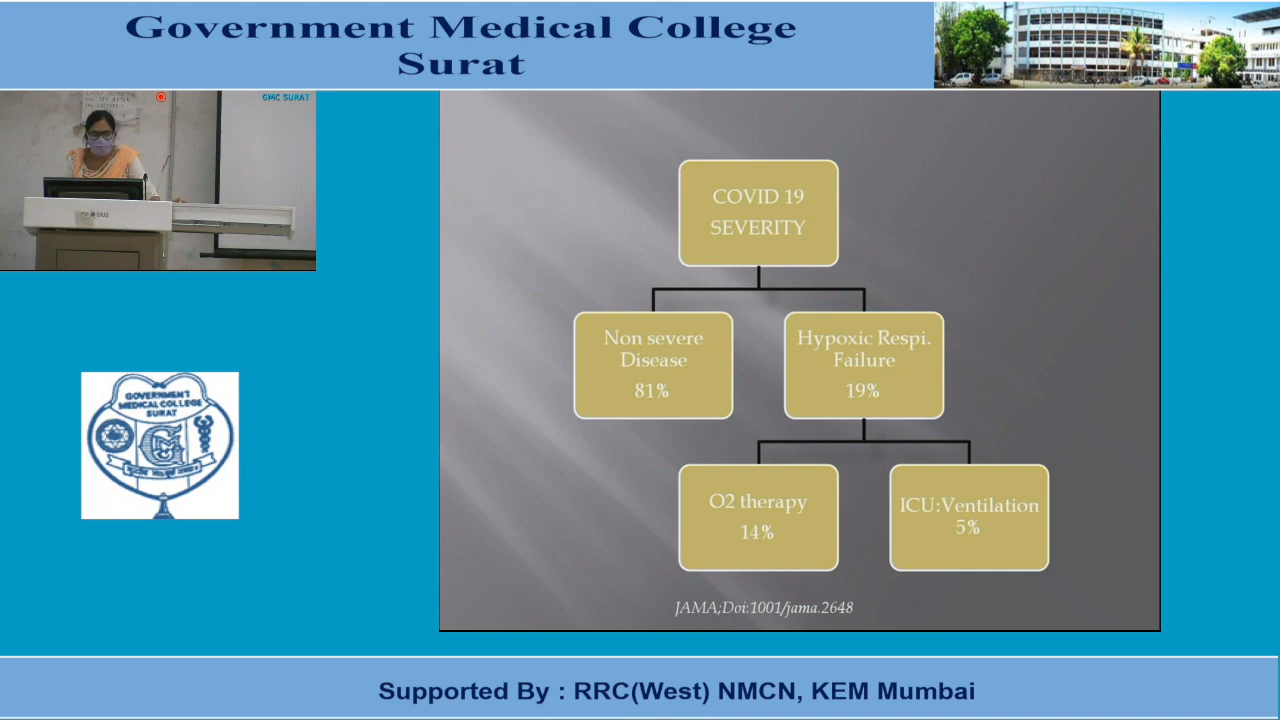 Government Medical College
Surat
GMC SURAT
COVID 19
SEVERITY
Non severe
Disease
81%
Hypoxic Respi.
Failure
19%
O2 therapy
14%
ICU:Ventilation
5%
JAMA;Doi:1001/jama.2648
GOVERNMENT
MEDICAL COLLEGE
SURAT
Supported By : RRC(West) NMCN, KEM Mumbai